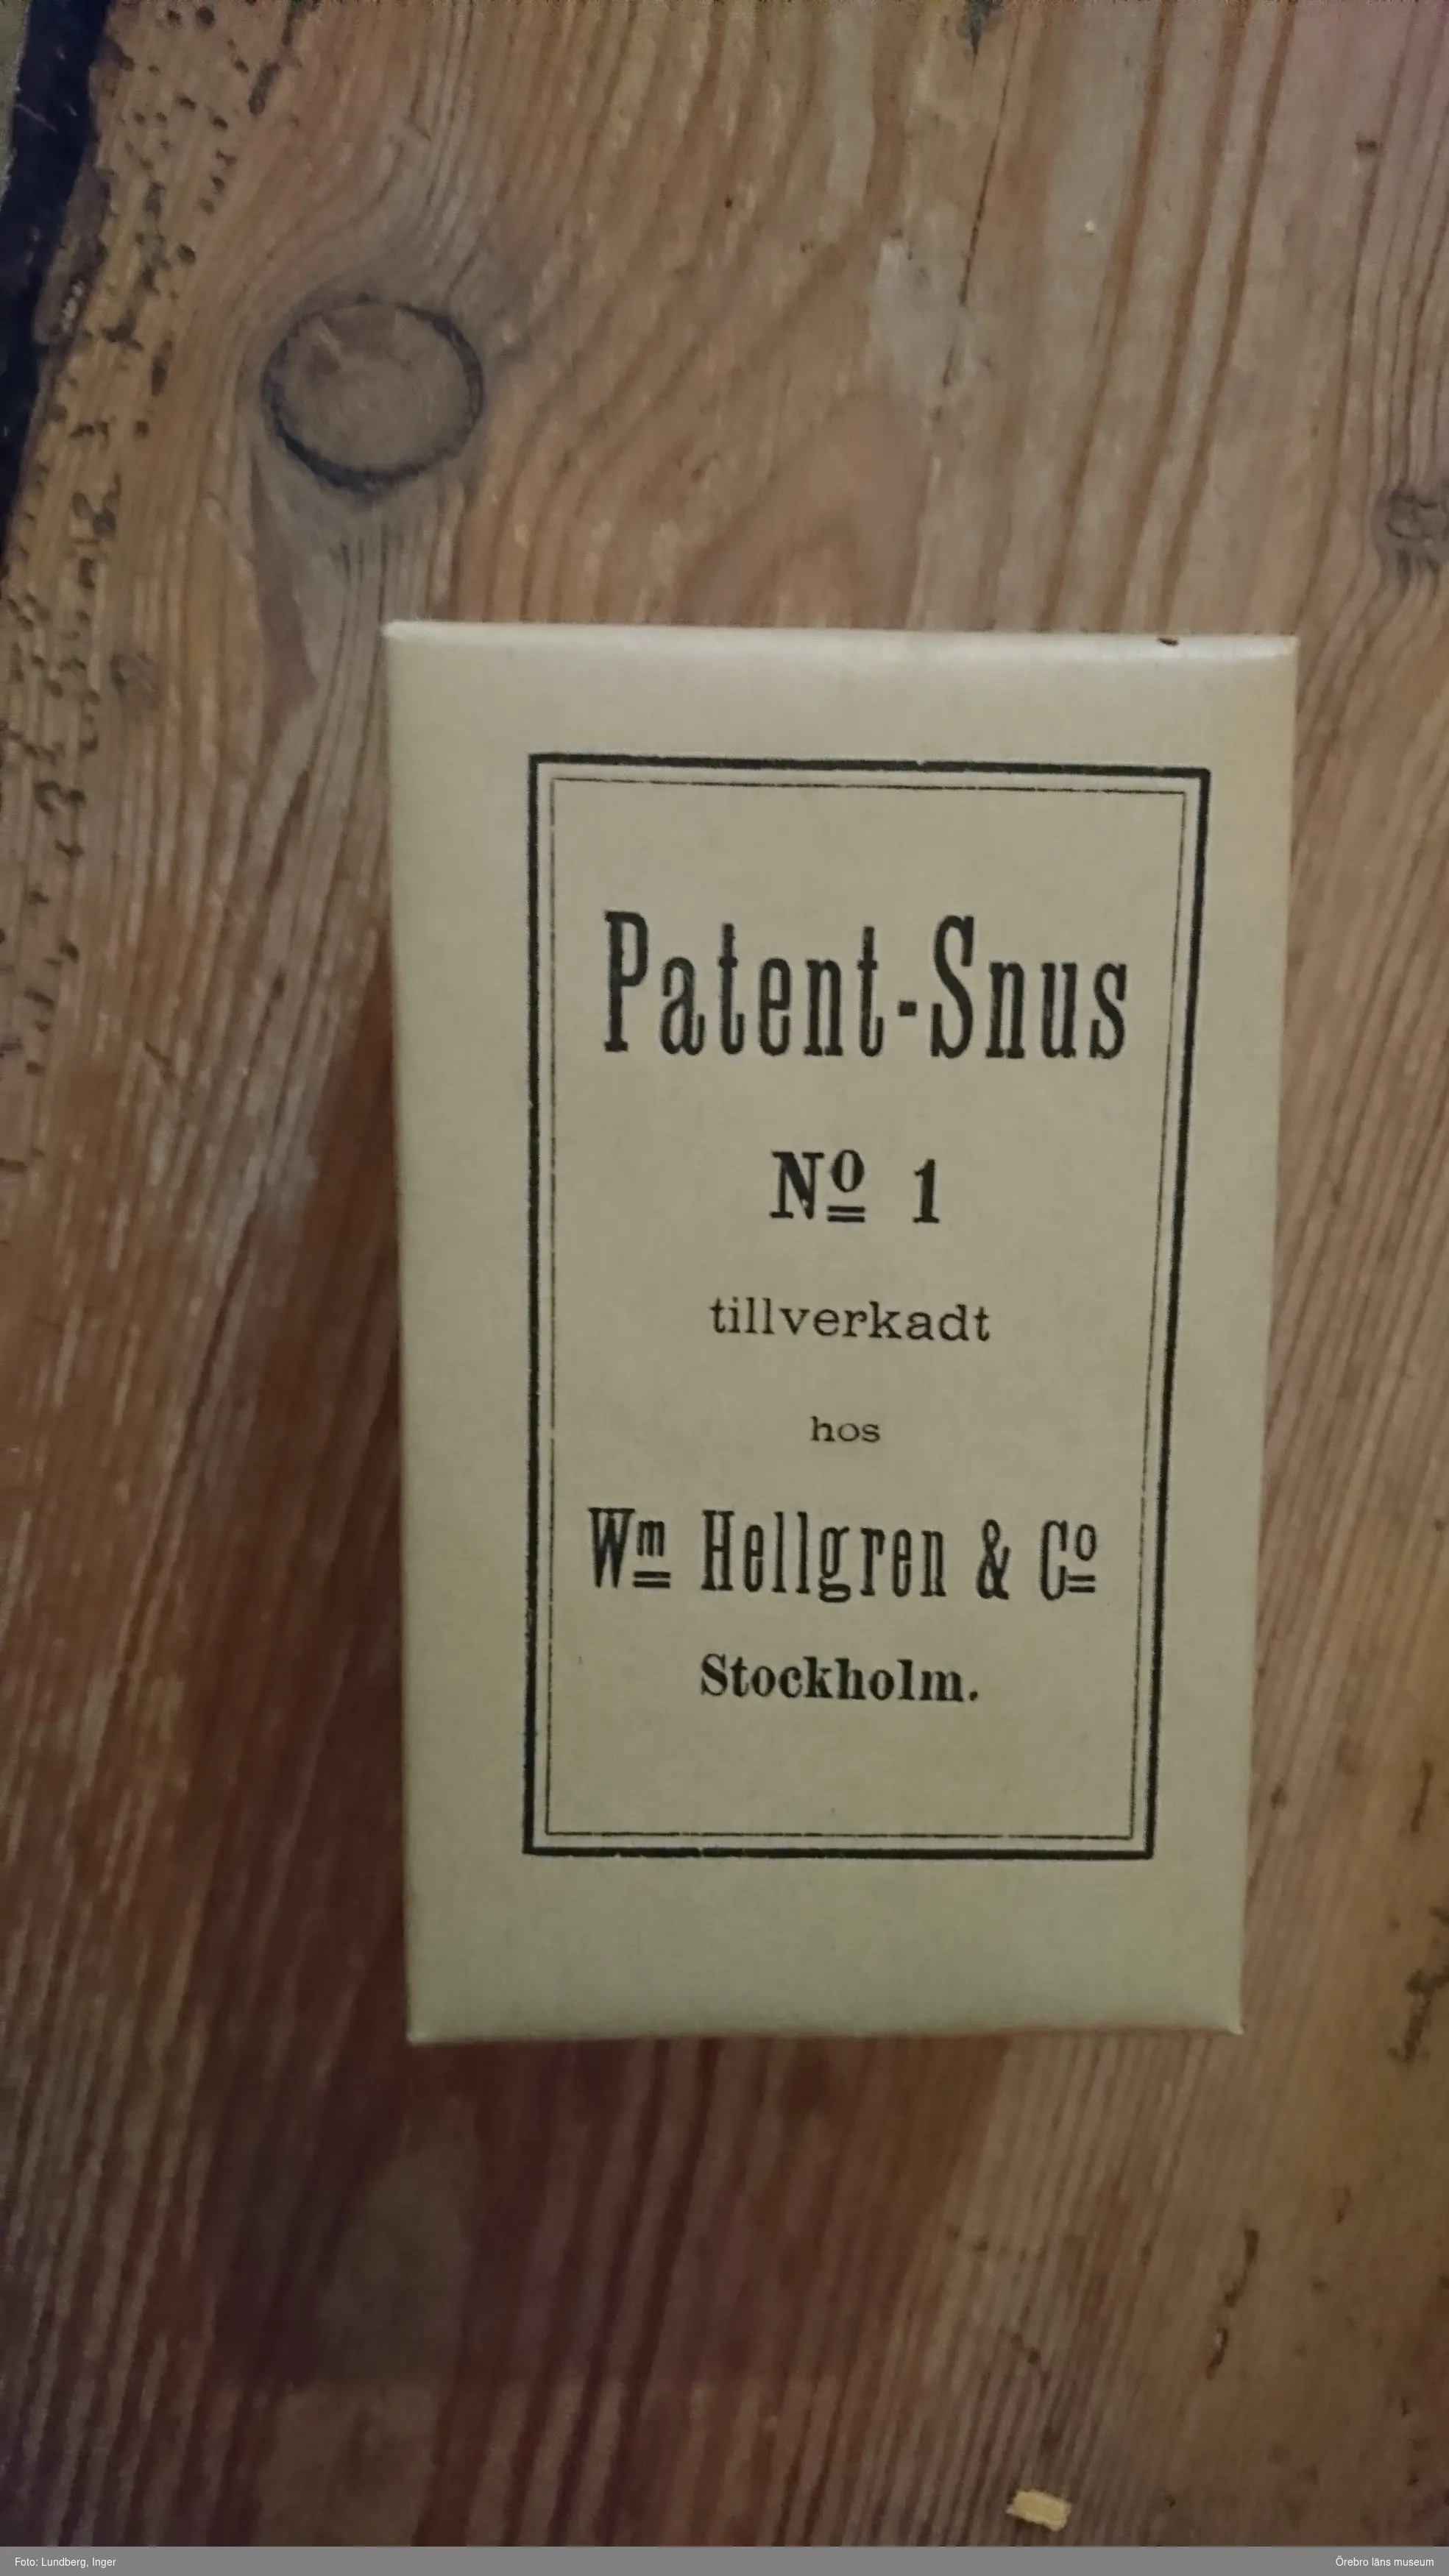 Patent-Snus
Nº 1
tillverkadt
hos
Wm Hellgren & Cº
Stockholm.
Foto: Lundberg, Inger
Örebro läns museum